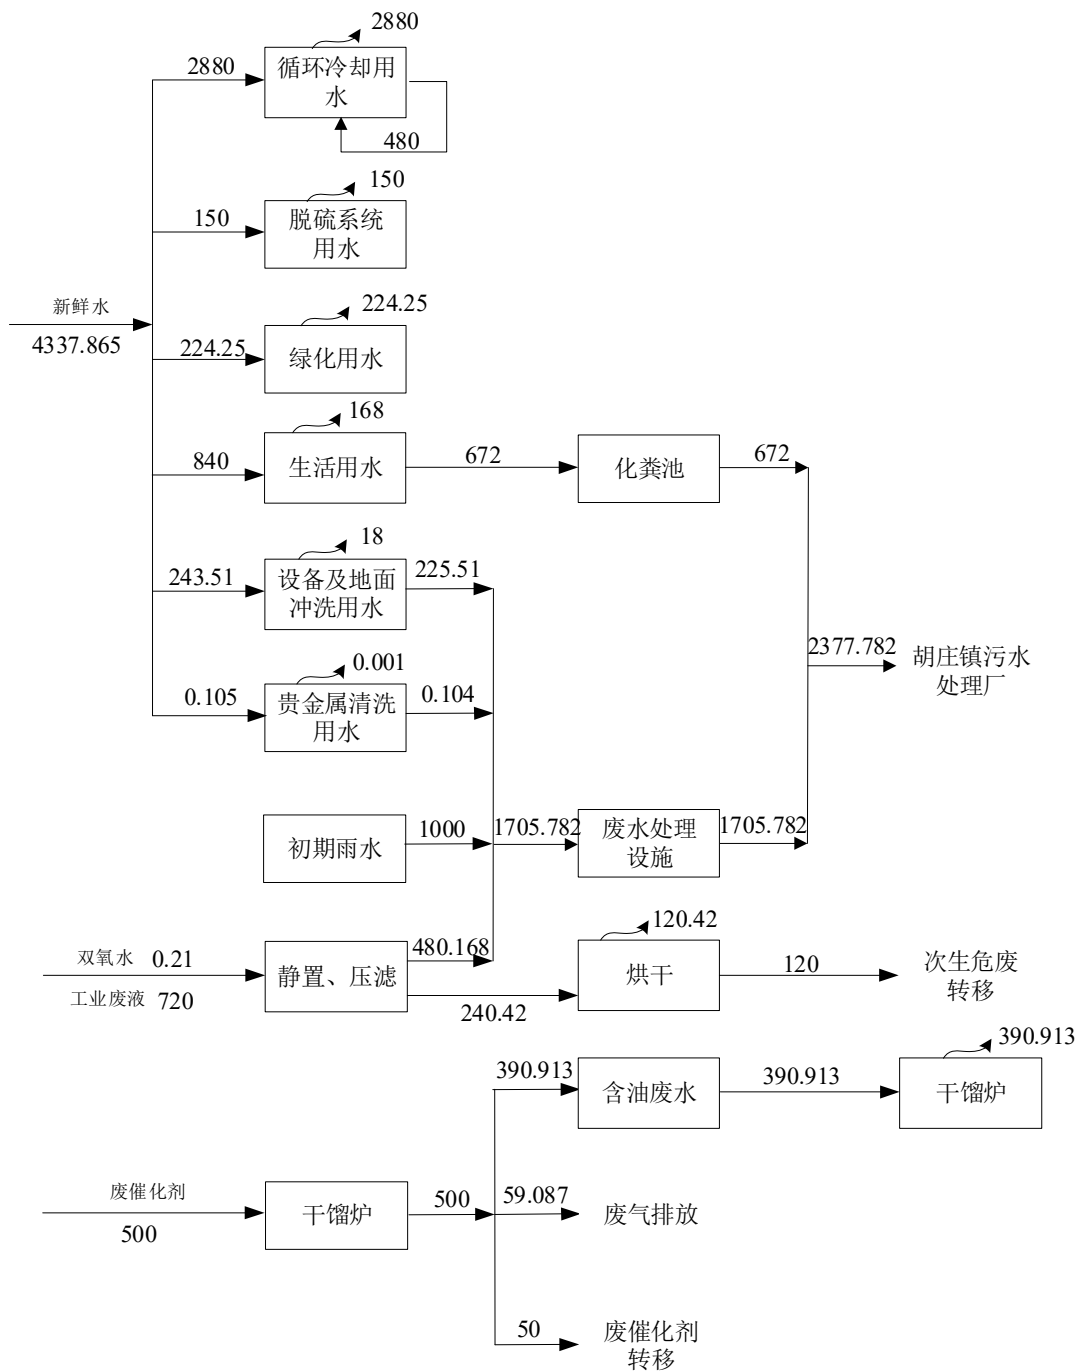 2880
2880
循环冷却用
水
480
150
150
脱硫系统
用水
新鲜水
4337.865
224.25
224.25
绿化用水
168
840
生活用水
672
化粪池
672
18
243.51
设备及地面
冲洗用水
225.51
2377.782
胡庄镇污水
处理厂
0.001
0.105
贵金属清洗
用水
0.104
初期雨水
1000
1705.782
废水处理
设施
1705.782
双氧水 0.21
工业废液 720
静置、压滤
480.168
240.42
120.42
烘干
120
次生危废
转移
390.913
含油废水
390.913
390.913
干馏炉
废催化剂
500
干馏炉
500
59.087
废气排放
50
废催化剂
转移